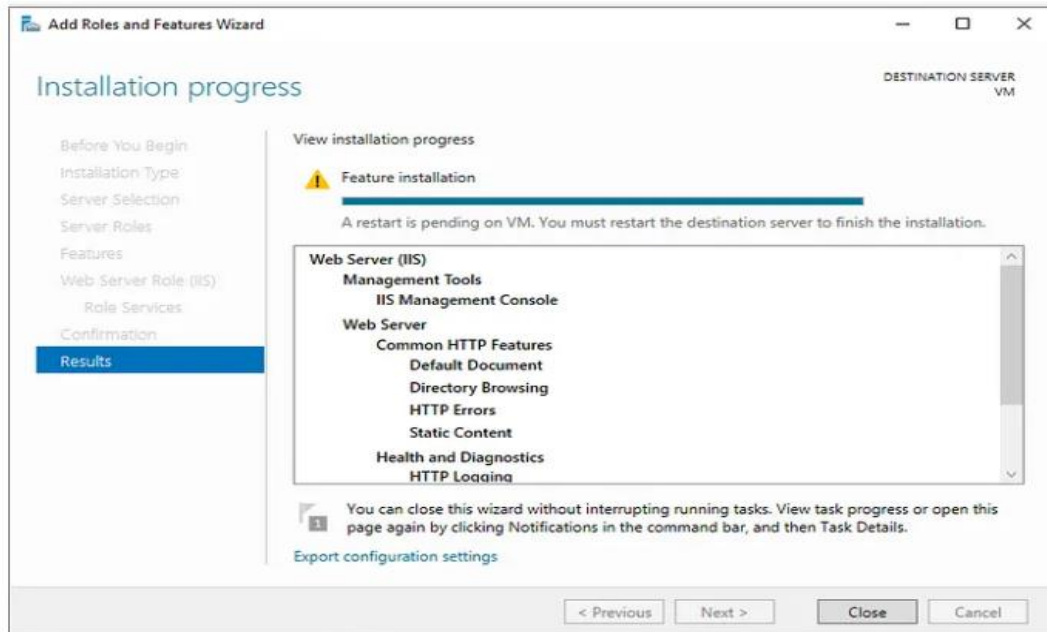 Add Roles and Features Wizard
Installation progress
DESTINATION SERVER
VM
Before You Begin
Installation Type
Server Selection
Server Roles
Features
Web Server Role (IIS)
Role Services
Confirmation
Results
View installation progress
Feature installation
A restart is pending on VM. You must restart the destination server to finish the installation.
Web Server (IIS)
Management Tools
IIS Management Console
Web Server
Common HTTP Features
Default Document
Directory Browsing
HTTP Errors
Static Content
Health and Diagnostics
HTTP Logging
1
You can close this wizard without interrupting running tasks. View task progress or open this
page again by clicking Notifications in the command bar, and then Task Details.
Export configuration settings
< Previous
Next >
Close
Cancel